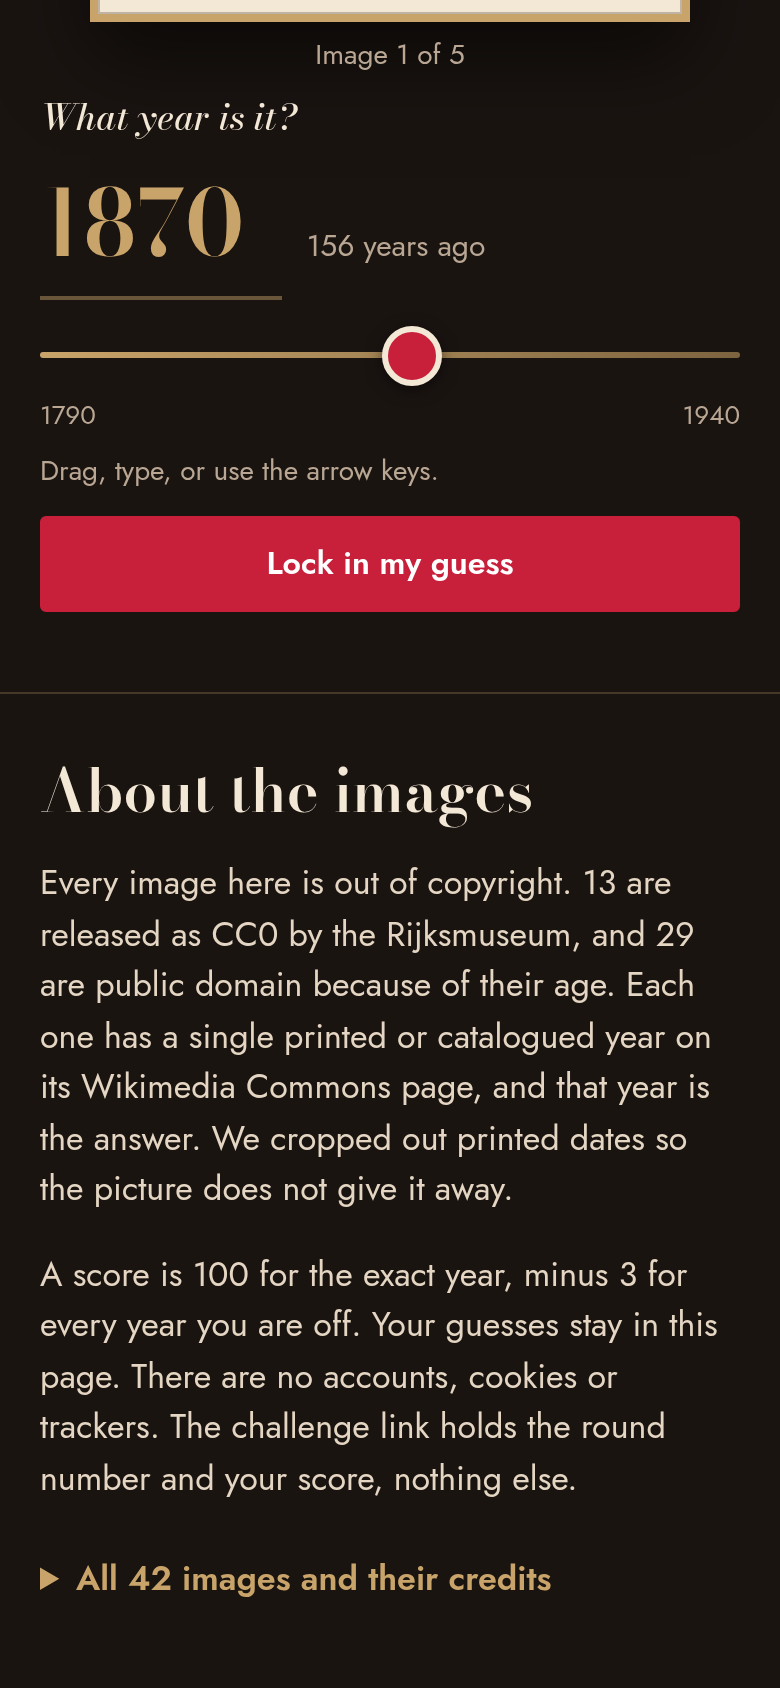 Image 1 of 5
What year is it?
1870
156 years ago
1790
1940
Drag, type, or use the arrow keys.
Lock in my guess
About the images
Every image here is out of copyright. 13 are
released as CC0 by the Rijksmuseum, and 29
are public domain because of their age. Each
one has a single printed or catalogued year on
its Wikimedia Commons page, and that year is
the answer. We cropped out printed dates so
the picture does not give it away.
A score is 100 for the exact year, minus 3 for
every year you are off. Your guesses stay in this
page. There are no accounts, cookies or
trackers. The challenge link holds the round
number and your score, nothing else.
All 42 images and their credits